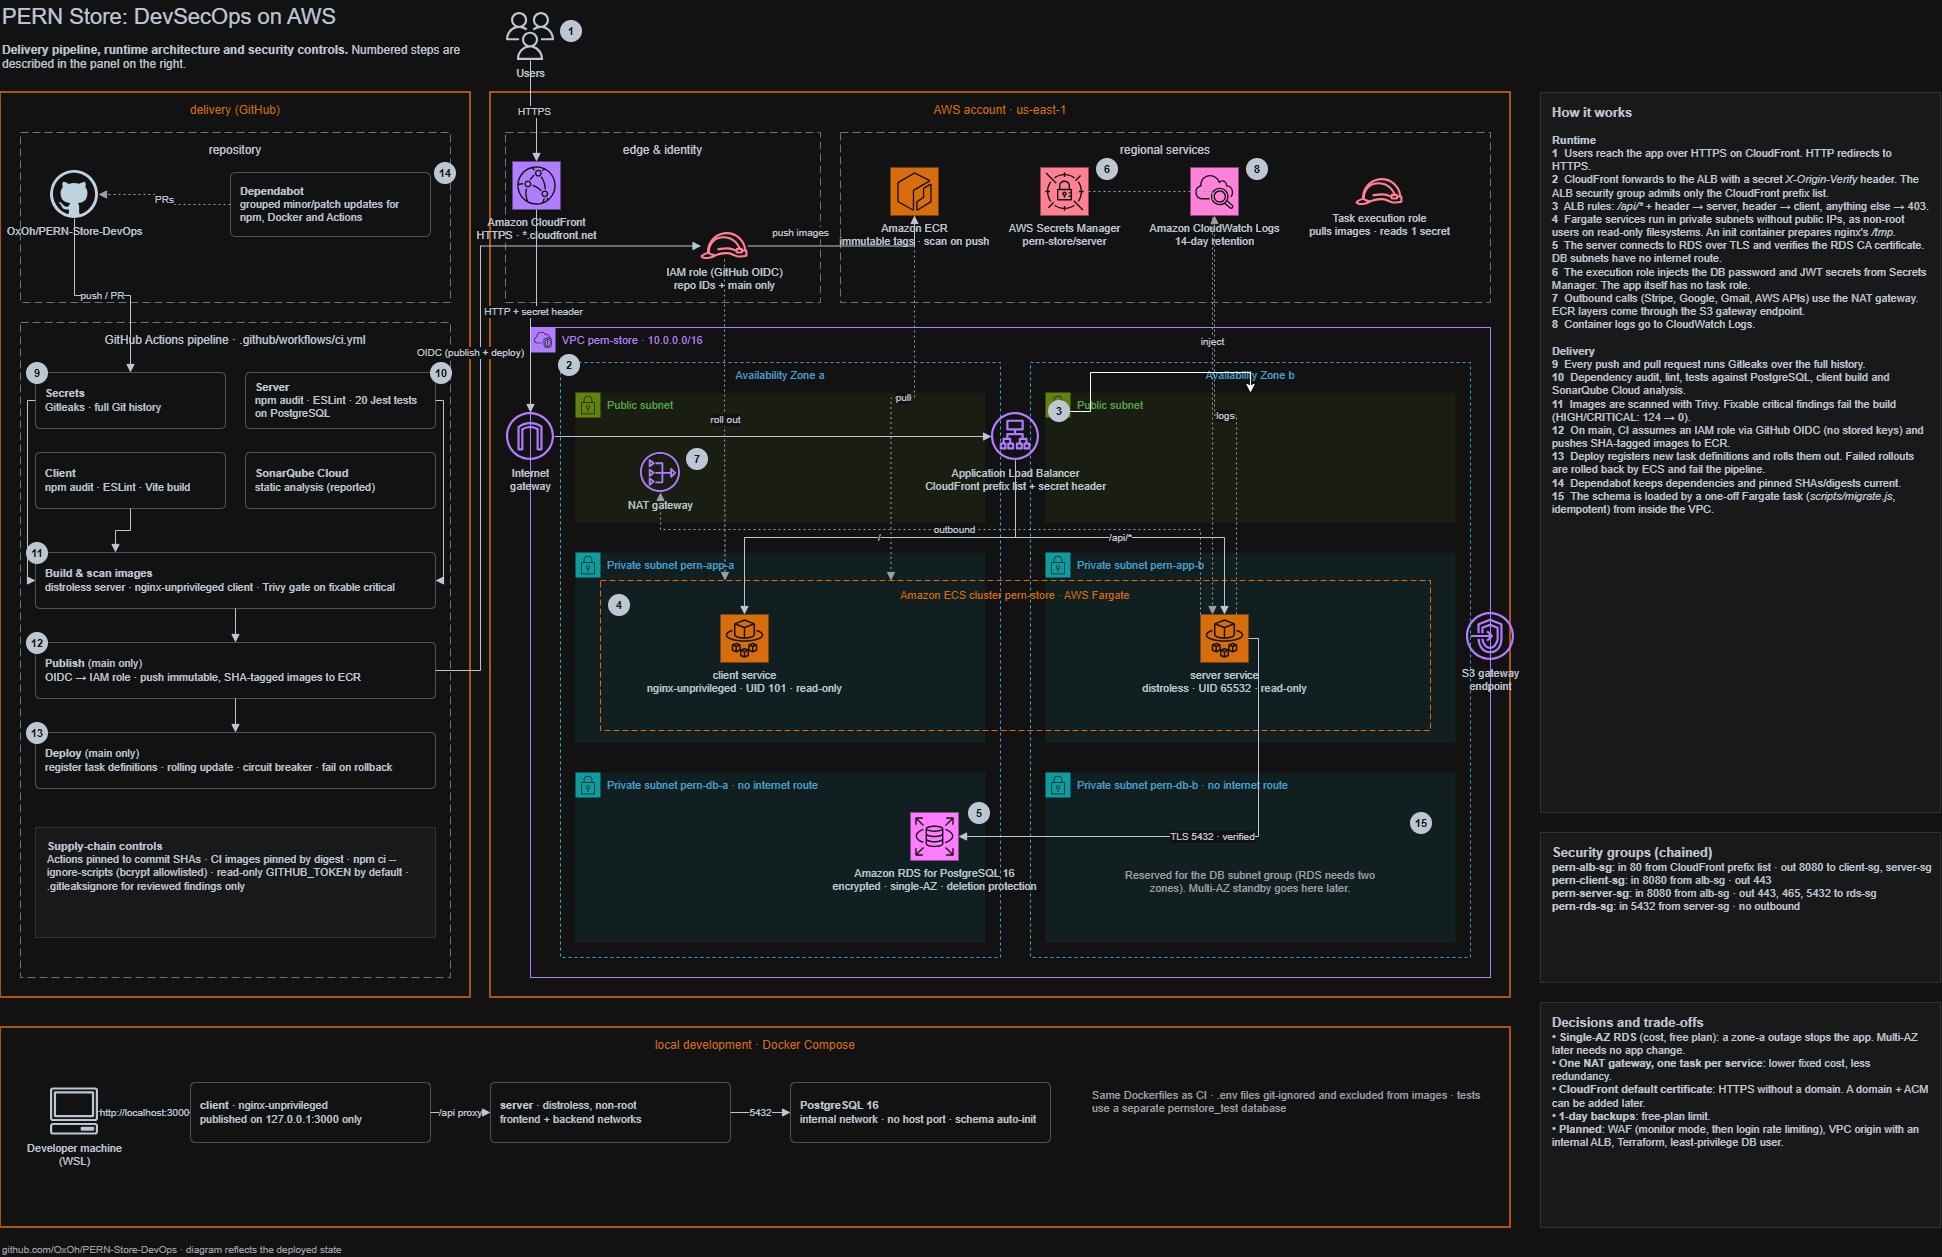 PERN Store: DevSecOps on AWS
Delivery pipeline, runtime architecture and security controls. Numbered steps are
described in the panel on the right.
1
Users
HTTPS
delivery (GitHub)
repository
14
Dependabot
grouped minor/patch updates for
npm, Docker and Actions
PRs
OxOh/PERN-Store-DevOps
push / PR
GitHub Actions pipeline · .github/workflows/ci.yml
9
Secrets
Gitleaks · full Git history
10
Server
npm audit · ESLint · 20 Jest tests
on PostgreSQL
Client
npm audit · ESLint · Vite build
SonarQube Cloud
static analysis (reported)
11
Build & scan images
distroless server · nginx-unprivileged client · Trivy gate on fixable critical
12
Publish (main only)
OIDC → IAM role · push immutable, SHA-tagged images to ECR
13
Deploy (main only)
register task definitions · rolling update · circuit breaker · fail on rollback
Supply-chain controls
Actions pinned to commit SHAs · CI images pinned by digest · npm ci --
ignore-scripts (bcrypt allowlisted) · read-only GITHUB_TOKEN by default ·
.gitleaksignore for reviewed findings only
AWS account · us-east-1
edge & identity
Amazon CloudFront
HTTPS · *.cloudfront.net
IAM role (GitHub OIDC)
repo IDs + main only
push images
HTTP + secret header
OIDC (publish + deploy)
regional services
Amazon ECR
immutable tags · scan on push
6
AWS Secrets Manager
pern-store/server
8
Amazon CloudWatch Logs
14-day retention
Task execution role
pulls images · reads 1 secret
VPC pern-store · 10.0.0.0/16
inject
2
Availability Zone a
Availability Zone b
Public subnet
pull
3
Public subnet
roll out
logs
Internet
gateway
7
NAT gateway
Application Load Balancer
CloudFront prefix list + secret header
outbound
/
/api/*
Private subnet pern-app-a
Private subnet pern-app-b
4
Amazon ECS cluster pern-store · AWS Fargate
client service
nginx-unprivileged · UID 101 · read-only
server service
distroless · UID 65532 · read-only
S3 gateway
endpoint
Private subnet pern-db-a · no internet route
Private subnet pern-db-b · no internet route
5
15
TLS 5432 · verified
Amazon RDS for PostgreSQL 16
encrypted · single-AZ · deletion protection
Reserved for the DB subnet group (RDS needs two
zones). Multi-AZ standby goes here later.
How it works
Runtime
1 Users reach the app over HTTPS on CloudFront. HTTP redirects to
HTTPS.
2 CloudFront forwards to the ALB with a secret X-Origin-Verify header. The
ALB security group admits only the CloudFront prefix list.
3 ALB rules: /api/* + header → server, header → client, anything else → 403.
4 Fargate services run in private subnets without public IPs, as non-root
users on read-only filesystems. An init container prepares nginx's /tmp.
5 The server connects to RDS over TLS and verifies the RDS CA certificate.
DB subnets have no internet route.
6 The execution role injects the DB password and JWT secrets from Secrets
Manager. The app itself has no task role.
7 Outbound calls (Stripe, Google, Gmail, AWS APIs) use the NAT gateway.
ECR layers come through the S3 gateway endpoint.
8 Container logs go to CloudWatch Logs.
Delivery
9 Every push and pull request runs Gitleaks over the full history.
10 Dependency audit, lint, tests against PostgreSQL, client build and
SonarQube Cloud analysis.
11 Images are scanned with Trivy. Fixable critical findings fail the build
(HIGH/CRITICAL: 124 → 0).
12 On main, CI assumes an IAM role via GitHub OIDC (no stored keys) and
pushes SHA-tagged images to ECR.
13 Deploy registers new task definitions and rolls them out. Failed rollouts
are rolled back by ECS and fail the pipeline.
14 Dependabot keeps dependencies and pinned SHAs/digests current.
15 The schema is loaded by a one-off Fargate task (scripts/migrate.js,
idempotent) from inside the VPC.
Security groups (chained)
pern-alb-sg: in 80 from CloudFront prefix list · out 8080 to client-sg, server-sg
pern-client-sg: in 8080 from alb-sg · out 443
pern-server-sg: in 8080 from alb-sg · out 443, 465, 5432 to rds-sg
pern-rds-sg: in 5432 from server-sg · no outbound
Decisions and trade-offs
• Single-AZ RDS (cost, free plan): a zone-a outage stops the app. Multi-AZ
later needs no app change.
• One NAT gateway, one task per service: lower fixed cost, less
redundancy.
• CloudFront default certificate: HTTPS without a domain. A domain + ACM
can be added later.
• 1-day backups: free-plan limit.
• Planned: WAF (monitor mode, then login rate limiting), VPC origin with an
internal ALB, Terraform, least-privilege DB user.
local development · Docker Compose
Developer machine
(WSL)
http://localhost:3000
client · nginx-unprivileged
published on 127.0.0.1:3000 only
/api proxy
server · distroless, non-root
frontend + backend networks
5432
PostgreSQL 16
internal network · no host port · schema auto-init
Same Dockerfiles as CI · .env files git-ignored and excluded from images · tests
use a separate pernstore_test database
github.com/OxOh/PERN-Store-DevOps · diagram reflects the deployed state